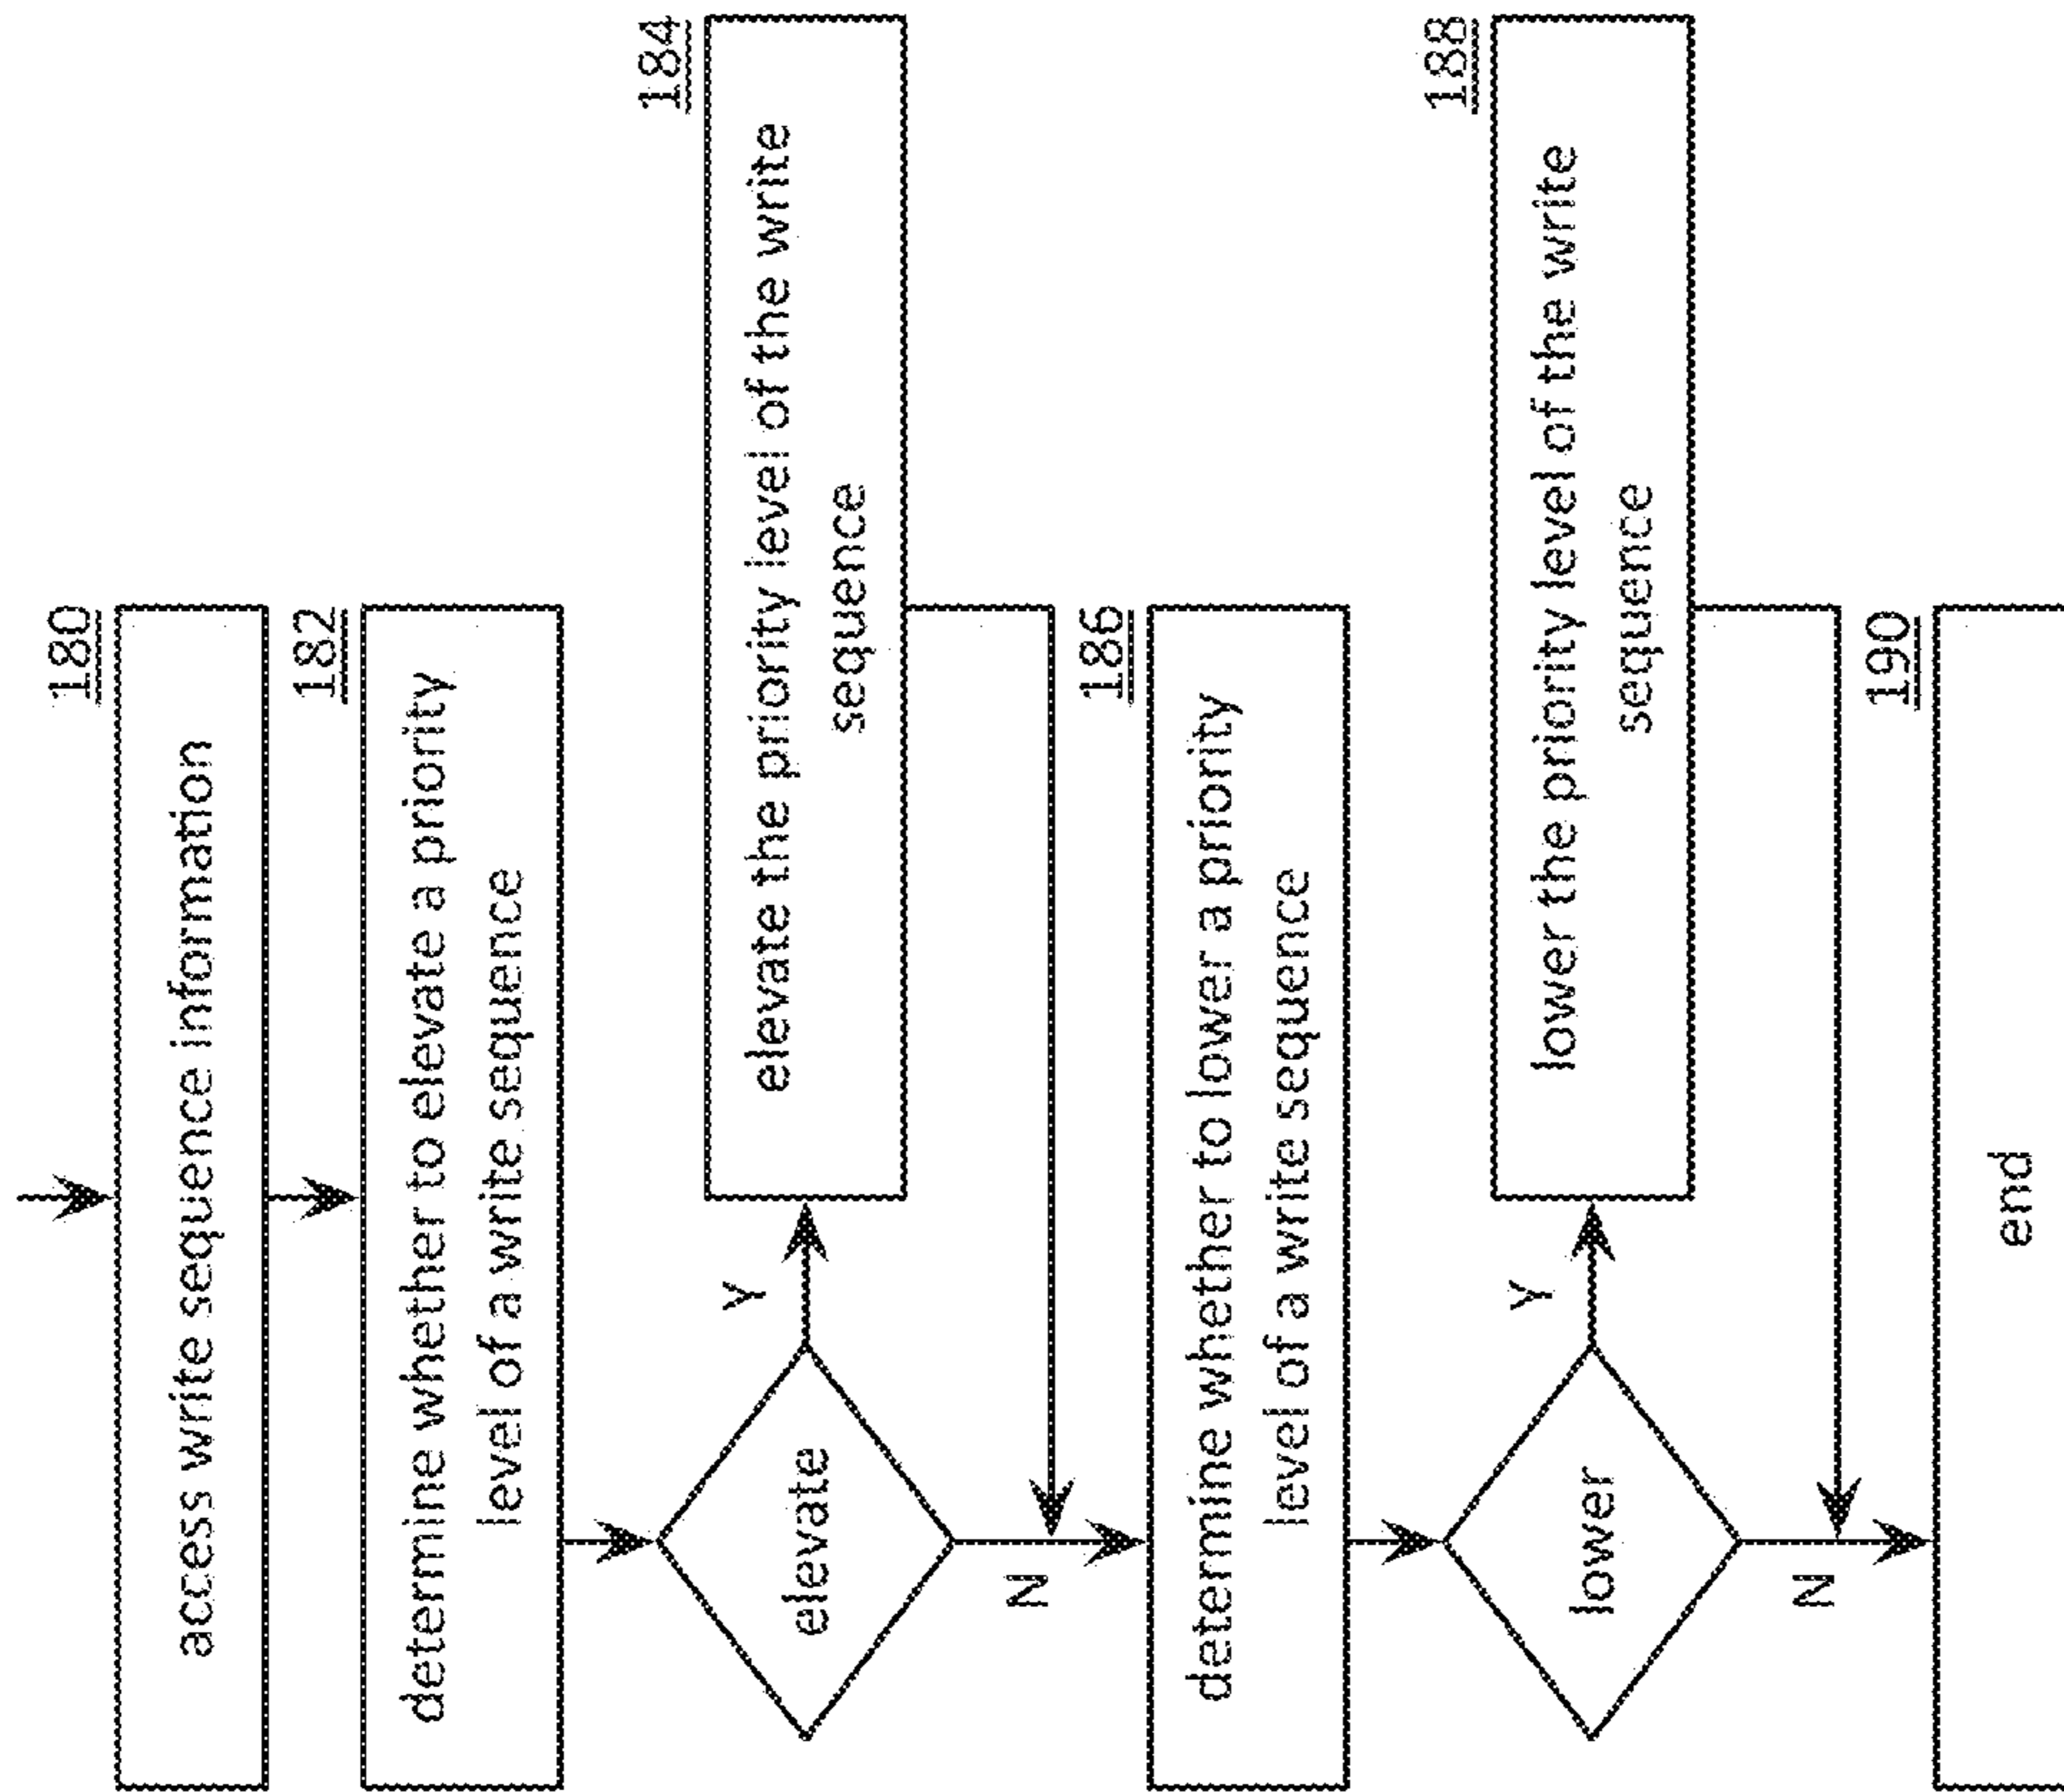 180
access write sequence information
182
determine whether to elevate a priority
level of a write sequence
elevate
Y
N
184
elevate the priority level of the write
sequence
186
determine whether to lower a priority
level of a write sequence
lower
Y
N
188
lower the priority level of the write
sequence
190
end